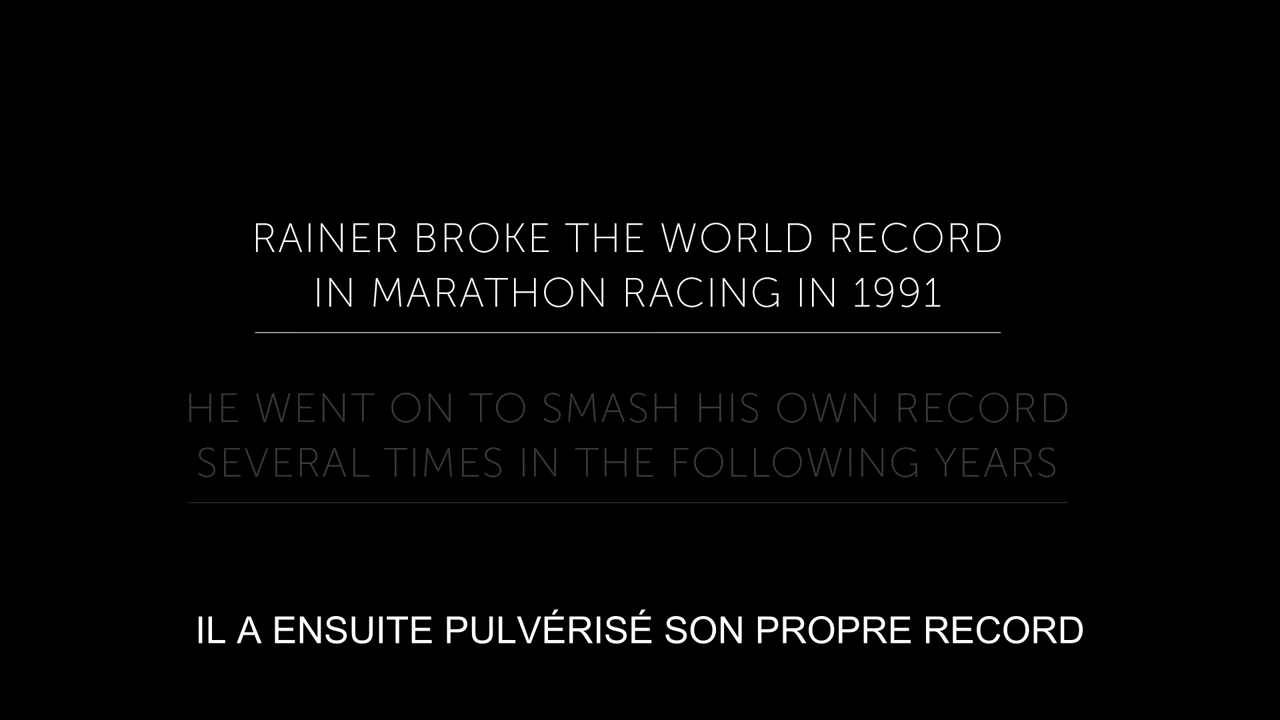 RAINER BROKE THE WORLD RECORD
IN MARATHON RACING IN 1991
HE WENT ON TO SMASH HIS OWN RECORD
SEVERAL TIMES IN THE FOLLOWING YEARS
IL A ENSUITE PULVÉRISÉ SON PROPRE RECORD